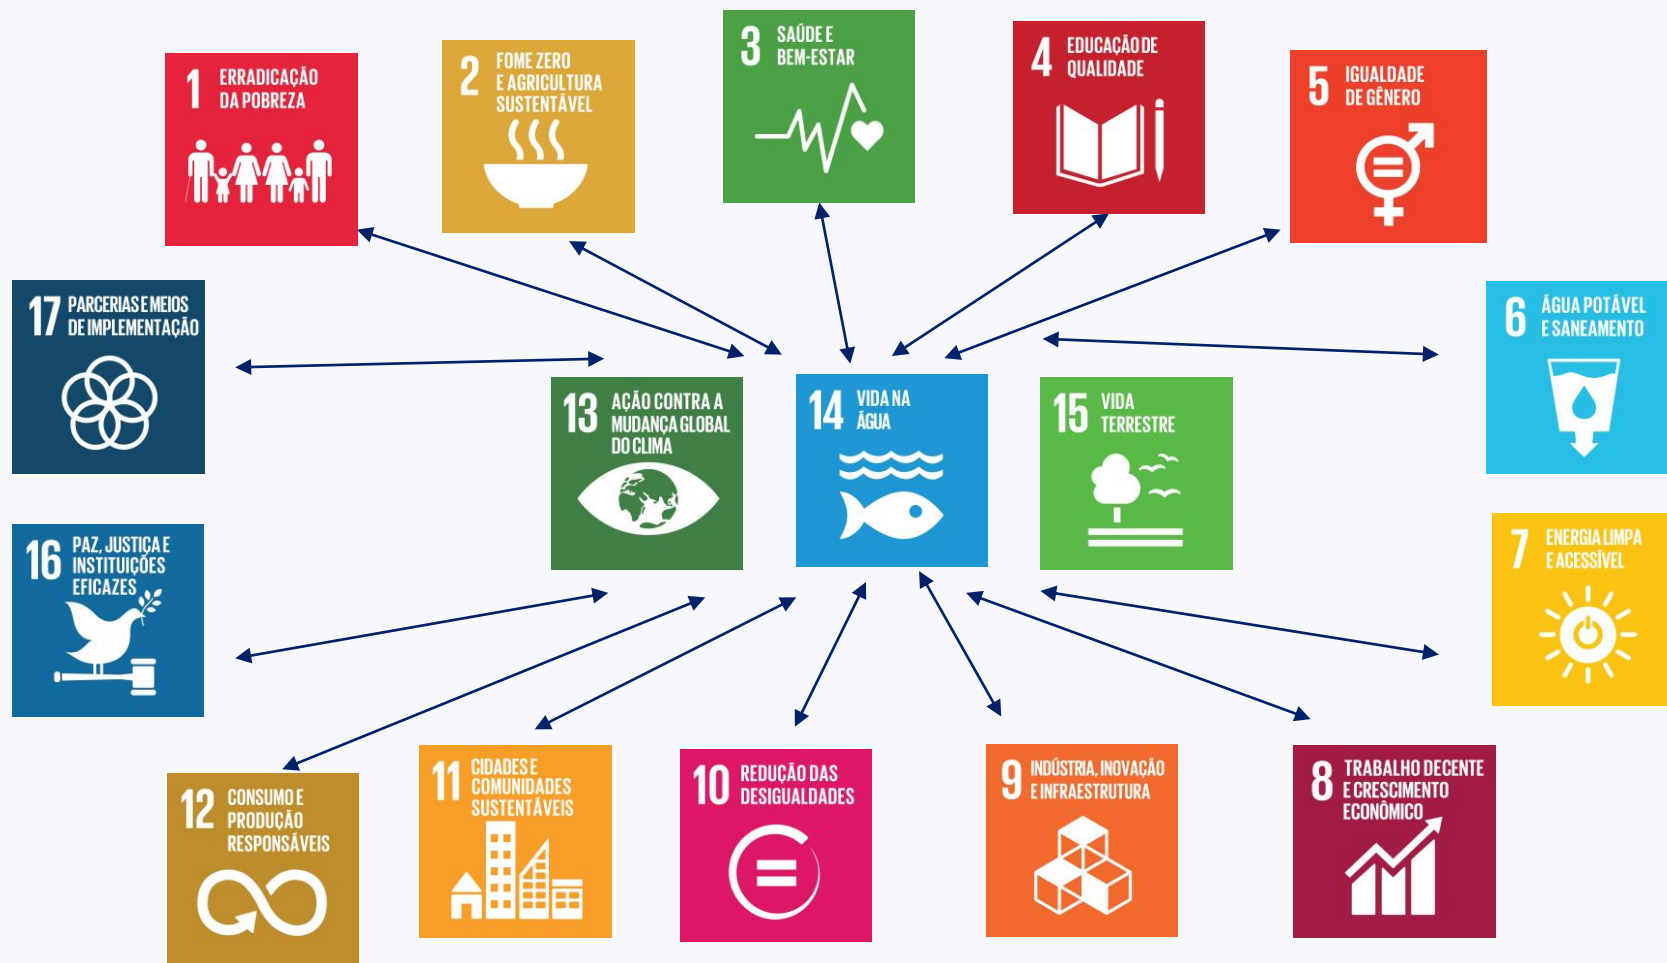 1 ERRADICAÇÃO
DA POBREZA
2 FOME ZERO
E AGRICULTURA
SUSTENTÁVEL
3 SAÚDE E
BEM-ESTAR
4 EDUCAÇÃO DE
QUALIDADE
5 IGUALDADE
DE GÊNERO
17 PARCERIAS E MEIOS
DE IMPLEMENTAÇÃO
6 ÁGUA POTÁVEL
E SANEAMENTO
13 AÇÃO CONTRA A
MUDANÇA GLOBAL
DO CLIMA
14 VIDA NA
ÁGUA
15 VIDA
TERRESTRE
16 PAZ, JUSTIÇA E
INSTITUIÇÕES
EFICAZES
7 ENERGIA LIMPA
E ACESSÍVEL
12 CONSUMO E
PRODUÇÃO
RESPONSÁVEIS
11 CIDADES E
COMUNIDADES
SUSTENTÁVEIS
10 REDUÇÃO DAS
DESIGUALDADES
9 INDÚSTRIA, INOVAÇÃO
E INFRAESTRUTURA
8 TRABALHO DECENTE
E CRESCIMENTO
ECONÔMICO